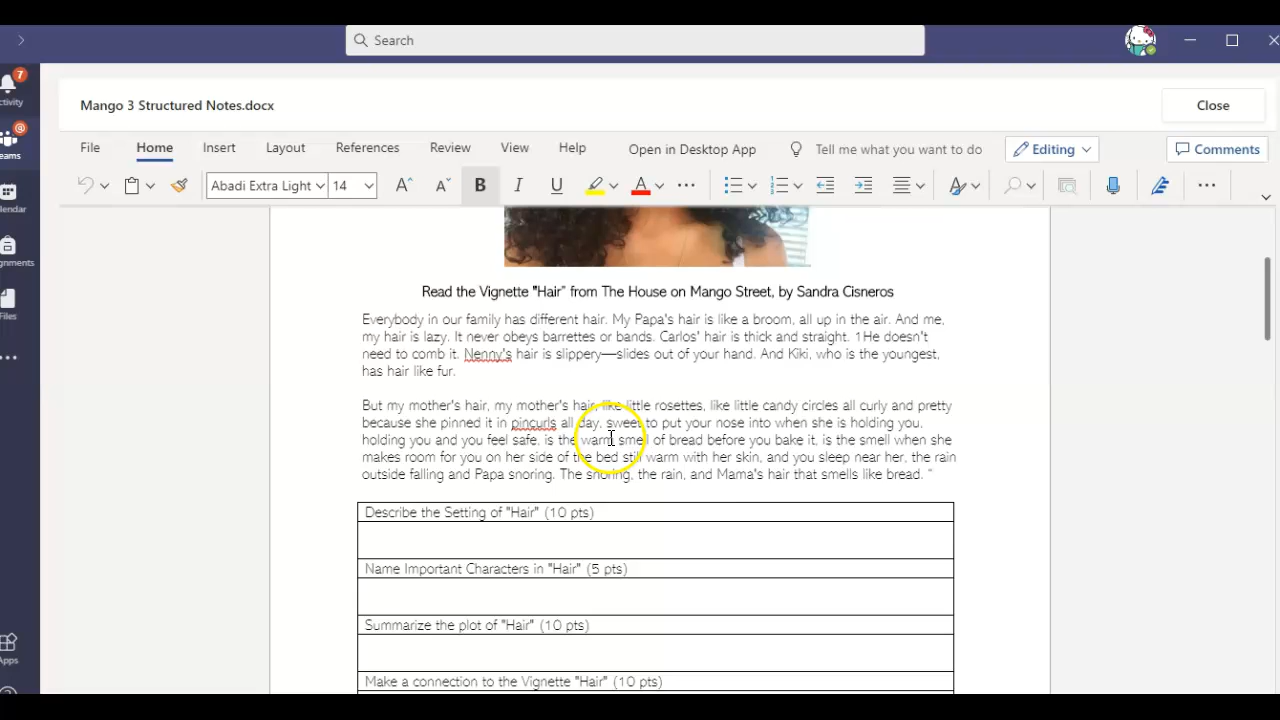 Search
7
ctivity
@
eams
lendar
gnments
Files
Apps
Mango 3 Structured Notes.docx
Close
File Home Insert Layout References Review View Help Open in Desktop App Tell me what you want to do Editing Comments
Abadi Extra Light 14 A A B I U A
Read the Vignette "Hair" from The House on Mango Street, by Sandra Cisneros
Everybody in our family has different hair. My Papa's hair is like a broom, all up in the air. And me,
my hair is lazy. It never obeys barrettes or bands. Carlos' hair is thick and straight. 1He doesn't
need to comb it. Nenny's hair is slippery—slides out of your hand. And Kiki, who is the youngest,
has hair like fur.
But my mother's hair, my mother's hair, like little rosettes, like little candy circles all curly and pretty
because she pinned it in pincurls all day, sweet to put your nose into when she is holding you,
holding you and you feel safe, is the warm smell of bread before you bake it, is the smell when she
makes room for you on her side of the bed still warm with her skin, and you sleep near her, the rain
outside falling and Papa snoring. The snoring, the rain, and Mama's hair that smells like bread. "
Describe the Setting of "Hair" (10 pts)
Name Important Characters in "Hair" (5 pts)
Summarize the plot of "Hair" (10 pts)
Make a connection to the Vignette "Hair" (10 pts)